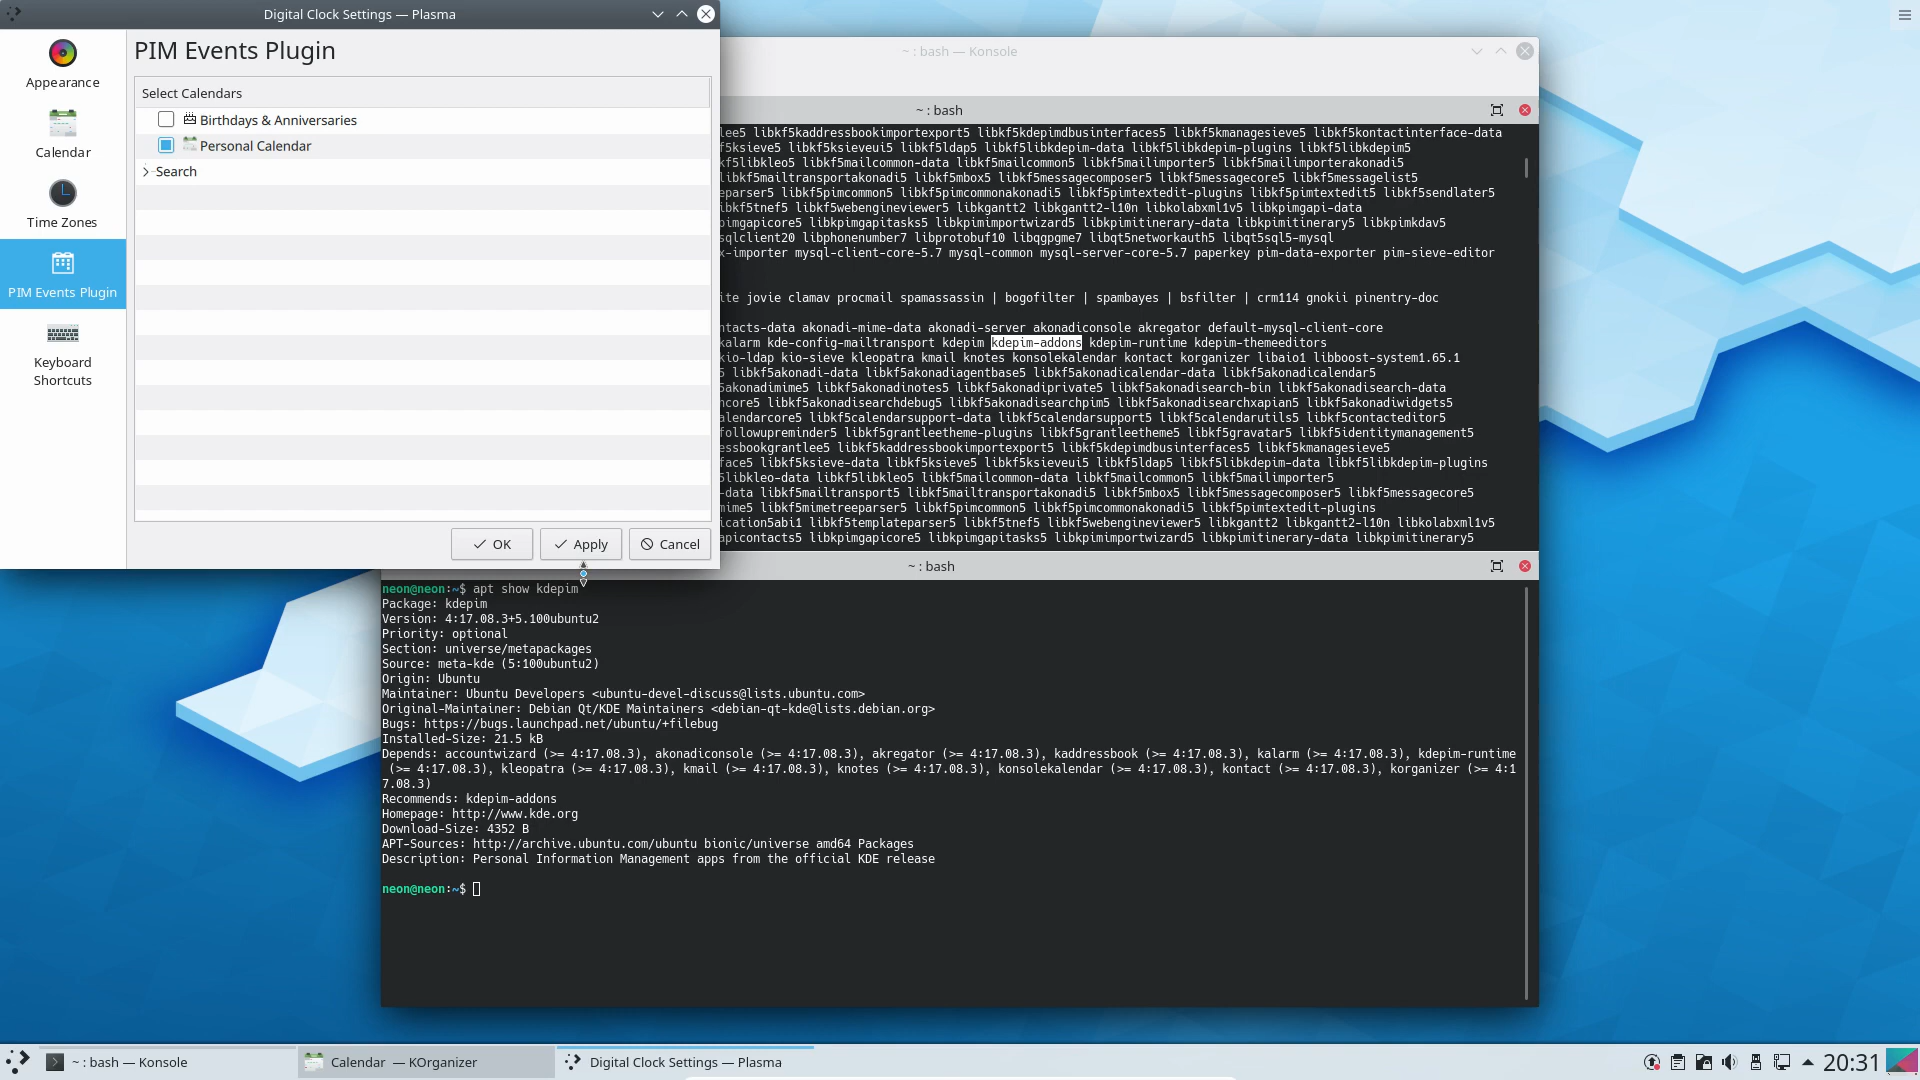 Digital Clock Settings — Plasma
PIM Events Plugin
Appearance
Calendar
Time Zones
PIM Events Plugin
Keyboard
Shortcuts
Select Calendars
Birthdays & Anniversaries
Personal Calendar
Search
OK
Apply
Cancel
~ : bash — Konsole
~ : bash
libkf5kaddressbookimportexport5 libkf5kdepimdbusinterfaces5 libkf5kmanagesieve5 libkf5kontactinterface-data
libkf5ksieveui5 libkf5ldap5 libkf5libkdepim-data libkf5libkdepim-plugins libkf5libkdepim5
libkf5mailcommon-data libkf5mailcommon5 libkf5mailimporter5 libkf5mailimporterakonadi5
libkf5mailtransportakonadi5 libkf5mbox5 libkf5messagecomposer5 libkf5messagecore5 libkf5messagelist5
eparser5 libkf5pimcommon5 libkf5pimcommonakonadi5 libkf5pimtextedit-plugins libkf5pimtextedit5 libkf5sendlater5
libkf5webengineviewer5 libkgantt2 libkgantt2-l10n libkolabxml1v5 libkpimgapi-data
pimgapicore5 libkpimgapitasks5 libkpimimportwizard5 libkpimitinerary-data libkpimitinerary5 libkpimkdav5
sqlclient20 libphonenumber7 libprotobuf10 libqgpgme7 libqt5networkauth5 libqt5sql5-mysql
x-importer mysql-client-core-5.7 mysql-common mysql-server-core-5.7 paperkey pim-data-exporter pim-sieve-editor
ite jovie clamav procmail spamassassin | bogofilter | spambayes | bsfilter | crm114 gnokii pinentry-doc
ntacts-data akonadi-mime-data akonadi-server akonadiconsole akregator default-mysql-client-core
kalarm kde-config-mailtransport kdepim kdepim-addons kdepim-runtime kdepim-themeeditors
kio-ldap kio-sieve kleopatra kmail knotes konsolekalendar kontact korganizer libaio1 libboost-system1.65.1
5 libkf5akonadi-data libkf5akonadiagentbase5 libkf5akonadicalendar-data libkf5akonadicalendar5
5akonadimime5 libkf5akonadinotes5 libkf5akonadiprivate5 libkf5akonadisearch-bin libkf5akonadisearch-data
ncore5 libkf5akonadisearchdebug5 libkf5akonadisearchpim5 libkf5akonadisearchxapian5 libkf5akonadiwidgets5
alendarcore5 libkf5calendarsupport-data libkf5calendarsupport5 libkf5calendarutils5 libkf5contacteditor5
followupreminder5 libkf5grantleetheme-plugins libkf5grantleetheme5 libkf5gravatar5 libkf5identitymanagement5
essbookgrantlee5 libkf5kaddressbookimportexport5 libkf5kdepimdbusinterfaces5 libkf5kmanagesieve5
face5 libkf5ksieve-data libkf5ksieve5 libkf5ksieveui5 libkf5ldap5 libkf5libkdepim-data libkf5libkdepim-plugins
5libkleo-data libkf5libkleo5 libkf5mailcommon-data libkf5mailcommon5 libkf5mailimporter5
-data libkf5mailtransport5 libkf5mailtransportakonadi5 libkf5mbox5 libkf5messagecomposer5 libkf5messagecore5
mime5 libkf5mimetreeparser5 libkf5pimcommon5 libkf5pimcommonakonadi5 libkf5pimtextedit-plugins
ication5abi1 libkf5templateparser5 libkf5tnef5 libkf5webengineviewer5 libkgantt2 libkgantt2-l10n libkolabxml1v5
apicontacts5 libkpimgapicore5 libkpimgapitasks5 libkpimimportwizard5 libkpimitinerary-data libkpimitinerary5
~ : bash
neon@neon:~$ apt show kdepim
Package: kdepim
Version: 4:17.08.3+5.100ubuntu2
Priority: optional
Section: universe/metapackages
Source: meta-kde (5:100ubuntu2)
Origin: Ubuntu
Maintainer: Ubuntu Developers <ubuntu-devel-discuss@lists.ubuntu.com>
Original-Maintainer: Debian Qt/KDE Maintainers <debian-qt-kde@lists.debian.org>
Bugs: https://bugs.launchpad.net/ubuntu/+filebug
Installed-Size: 21.5 kB
Depends: accountwizard (>= 4:17.08.3), akonadiconsole (>= 4:17.08.3), akregator (>= 4:17.08.3), kaddressbook (>= 4:17.08.3), kalarm (>= 4:17.08.3), kdepim-runtime
(>= 4:17.08.3), kleopatra (>= 4:17.08.3), kmail (>= 4:17.08.3), knotes (>= 4:17.08.3), konsolekalendar (>= 4:17.08.3), kontact (>= 4:17.08.3), korganizer (>= 4:1
7.08.3)
Recommends: kdepim-addons
Homepage: http://www.kde.org
Download-Size: 4352 B
APT-Sources: http://archive.ubuntu.com/ubuntu bionic/universe amd64 Packages
Description: Personal Information Management apps from the official KDE release
neon@neon:~$
~ : bash — Konsole
Calendar — KOrganizer
Digital Clock Settings — Plasma
20:31